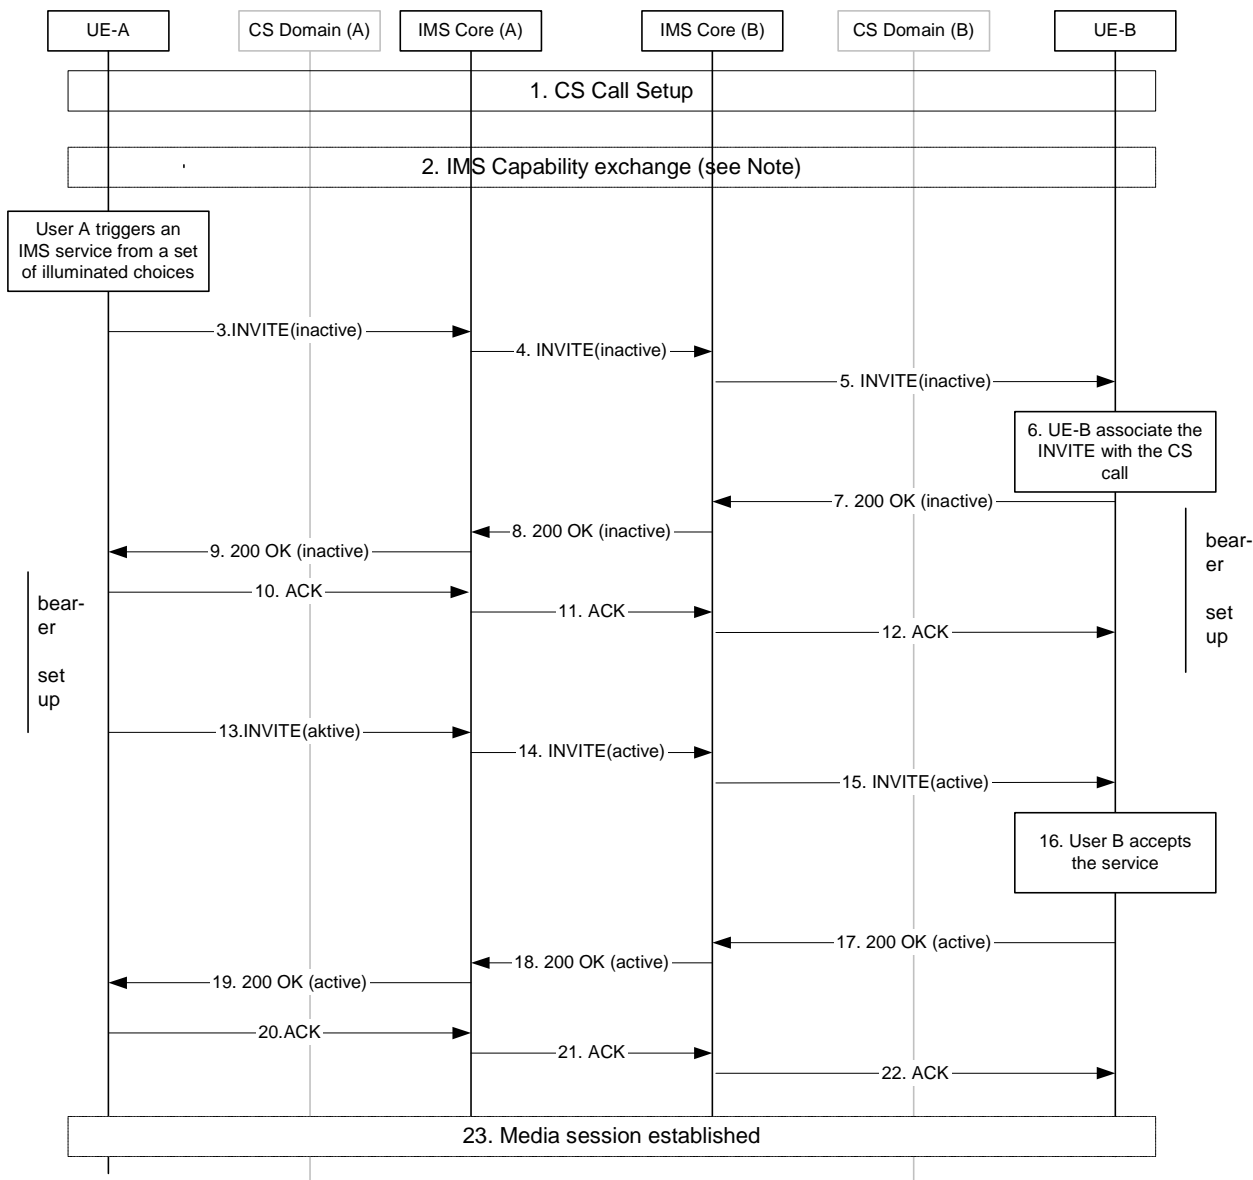 UE-A
CS Domain (A)
IMS Core (A)
IMS Core (B)
CS Domain (B)
UE-B
1. CS Call Setup
2. IMS Capability exchange (see Note)
User A triggers an
IMS service from a set
of illuminated choices
3.INVITE(inactive)
4. INVITE(inactive)
5. INVITE(inactive)
6. UE-B associate the
INVITE with the CS
call
7. 200 OK (inactive)
8. 200 OK (inactive)
9. 200 OK (inactive)
bear-
er
set
up
10. ACK
11. ACK
12. ACK
bear-
er
set
up
13.INVITE(aktive)
14. INVITE(active)
15. INVITE(active)
16. User B accepts
the service
17. 200 OK (active)
18. 200 OK (active)
19. 200 OK (active)
20.ACK
21. ACK
22. ACK
23. Media session established